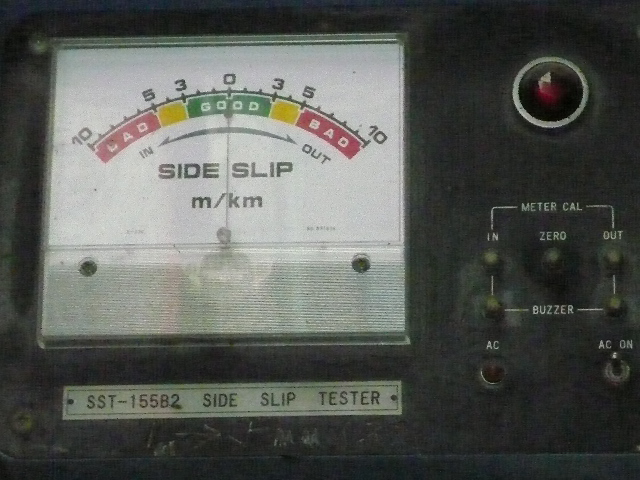 10 5 3 0 3 5 10
BAD GOOD BAD
IN OUT
SIDE SLIP
m/km
METER CAL
IN ZERO OUT
BUZZER
AC AC ON
SST-155B2 SIDE SLIP TESTER